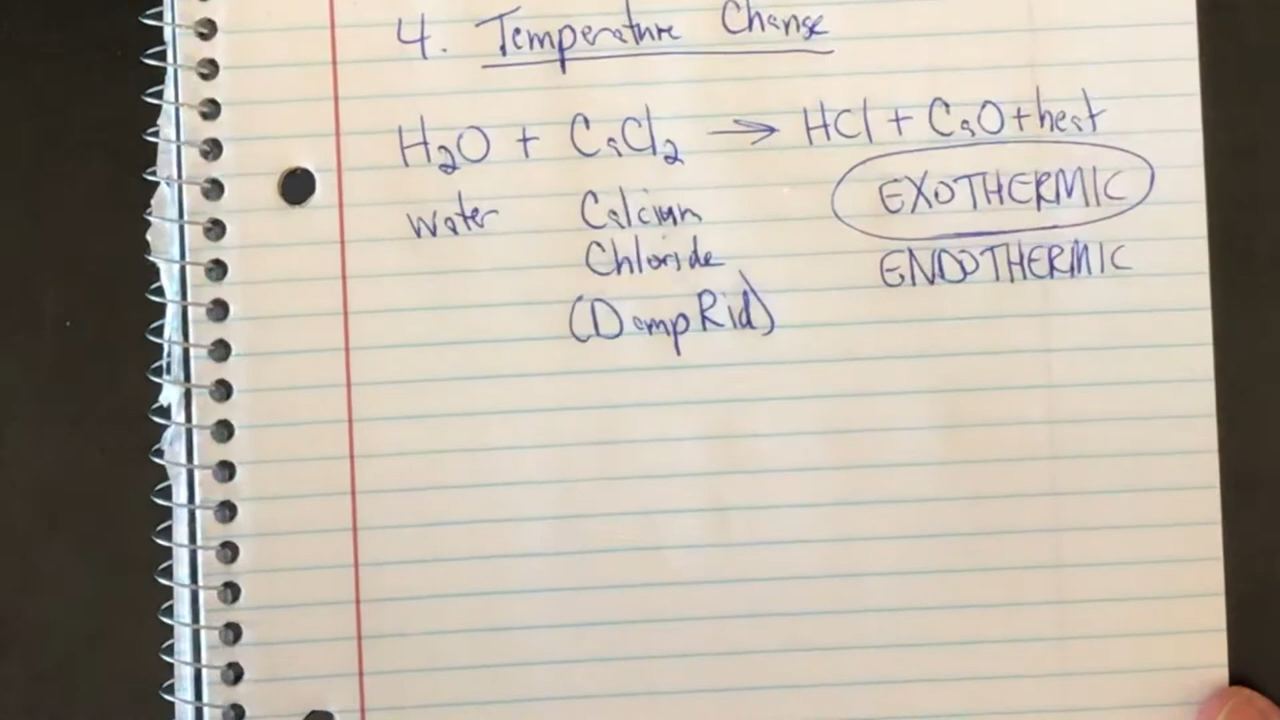 4. Temperature Change
H₂O + CaCl₂ → HCl + CaO + heat
Water Calcium EXOTHERMIC
Chloride ENDOTHERMIC
(DampRid)